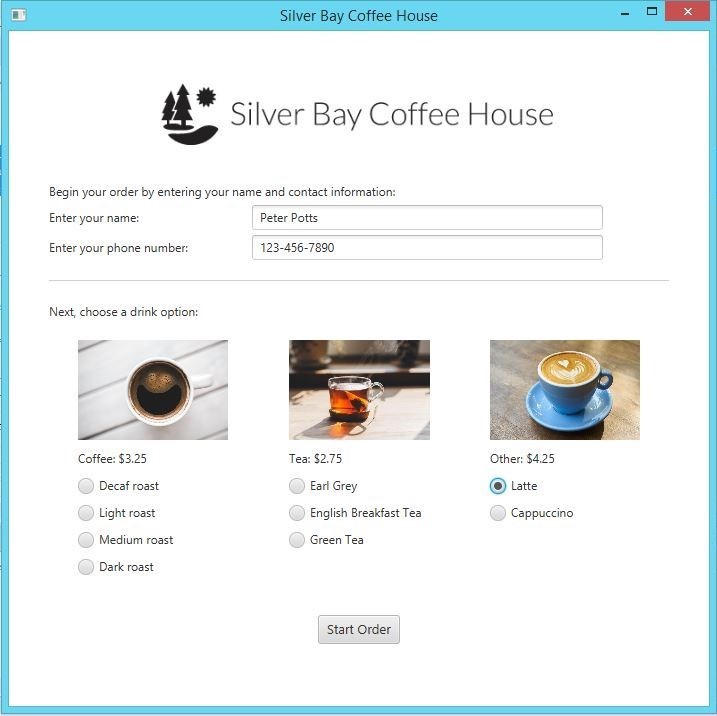 Silver Bay Coffee House
Silver Bay Coffee House
Begin your order by entering your name and contact information:
Enter your name: Peter Potts
Enter your phone number: 123-456-7890
Next, choose a drink option:
Coffee: $3.25 Tea: $2.75 Other: $4.25
Decaf roast Earl Grey Latte
Light roast English Breakfast Tea Cappuccino
Medium roast Green Tea
Dark roast
Start Order